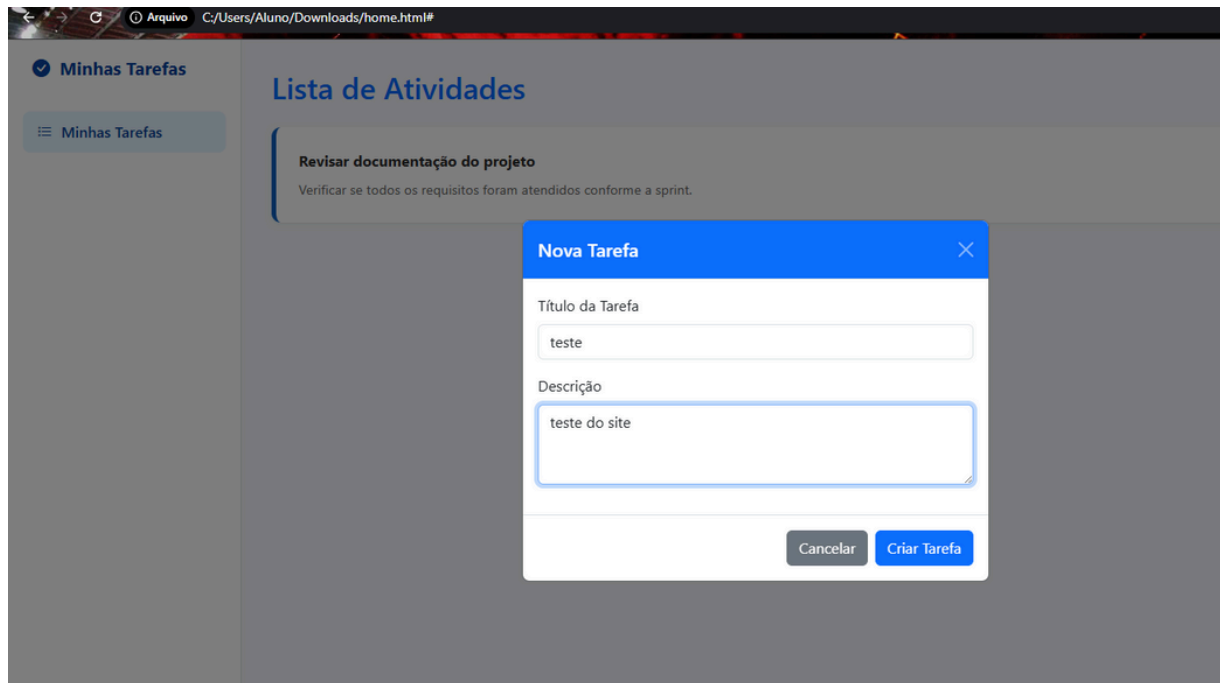 Arquivo C:/Users/Aluno/Downloads/home.html#
Minhas Tarefas
Lista de Atividades
Minhas Tarefas
Revisar documentação do projeto
Verificar se todos os requisitos foram atendidos conforme a sprint.
Nova Tarefa
Título da Tarefa
teste
Descrição
teste do site
Cancelar Criar Tarefa